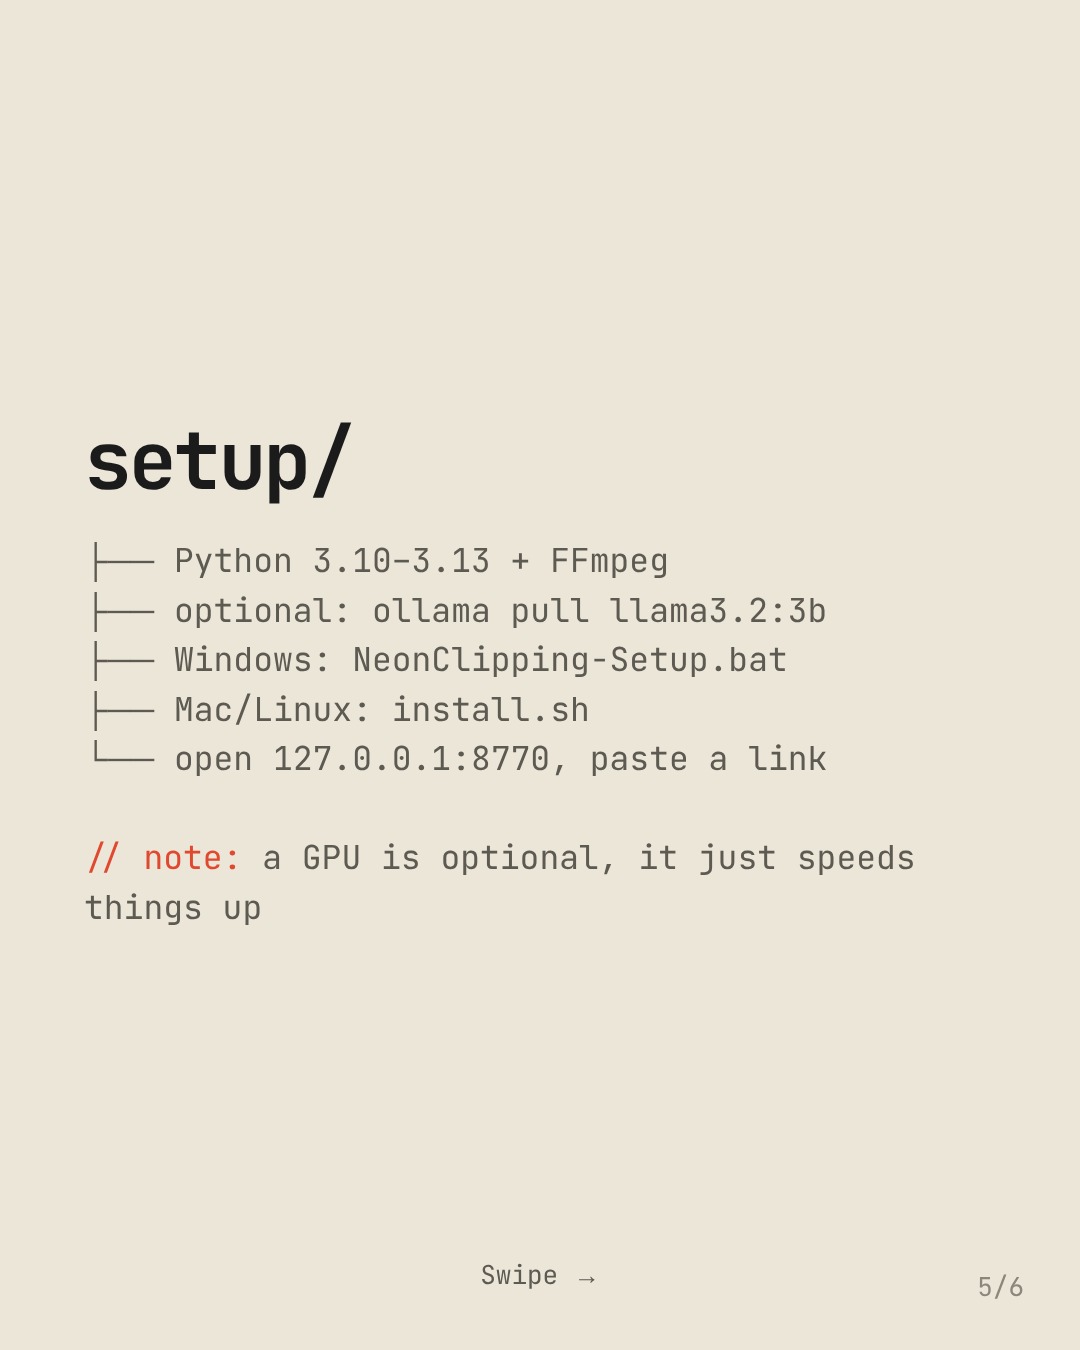 setup/
├── Python 3.10–3.13 + FFmpeg
├── optional: ollama pull llama3.2:3b
├── Windows: NeonClipping-Setup.bat
├── Mac/Linux: install.sh
└── open 127.0.0.1:8770, paste a link
// note: a GPU is optional, it just speeds
things up
Swipe →
5/6